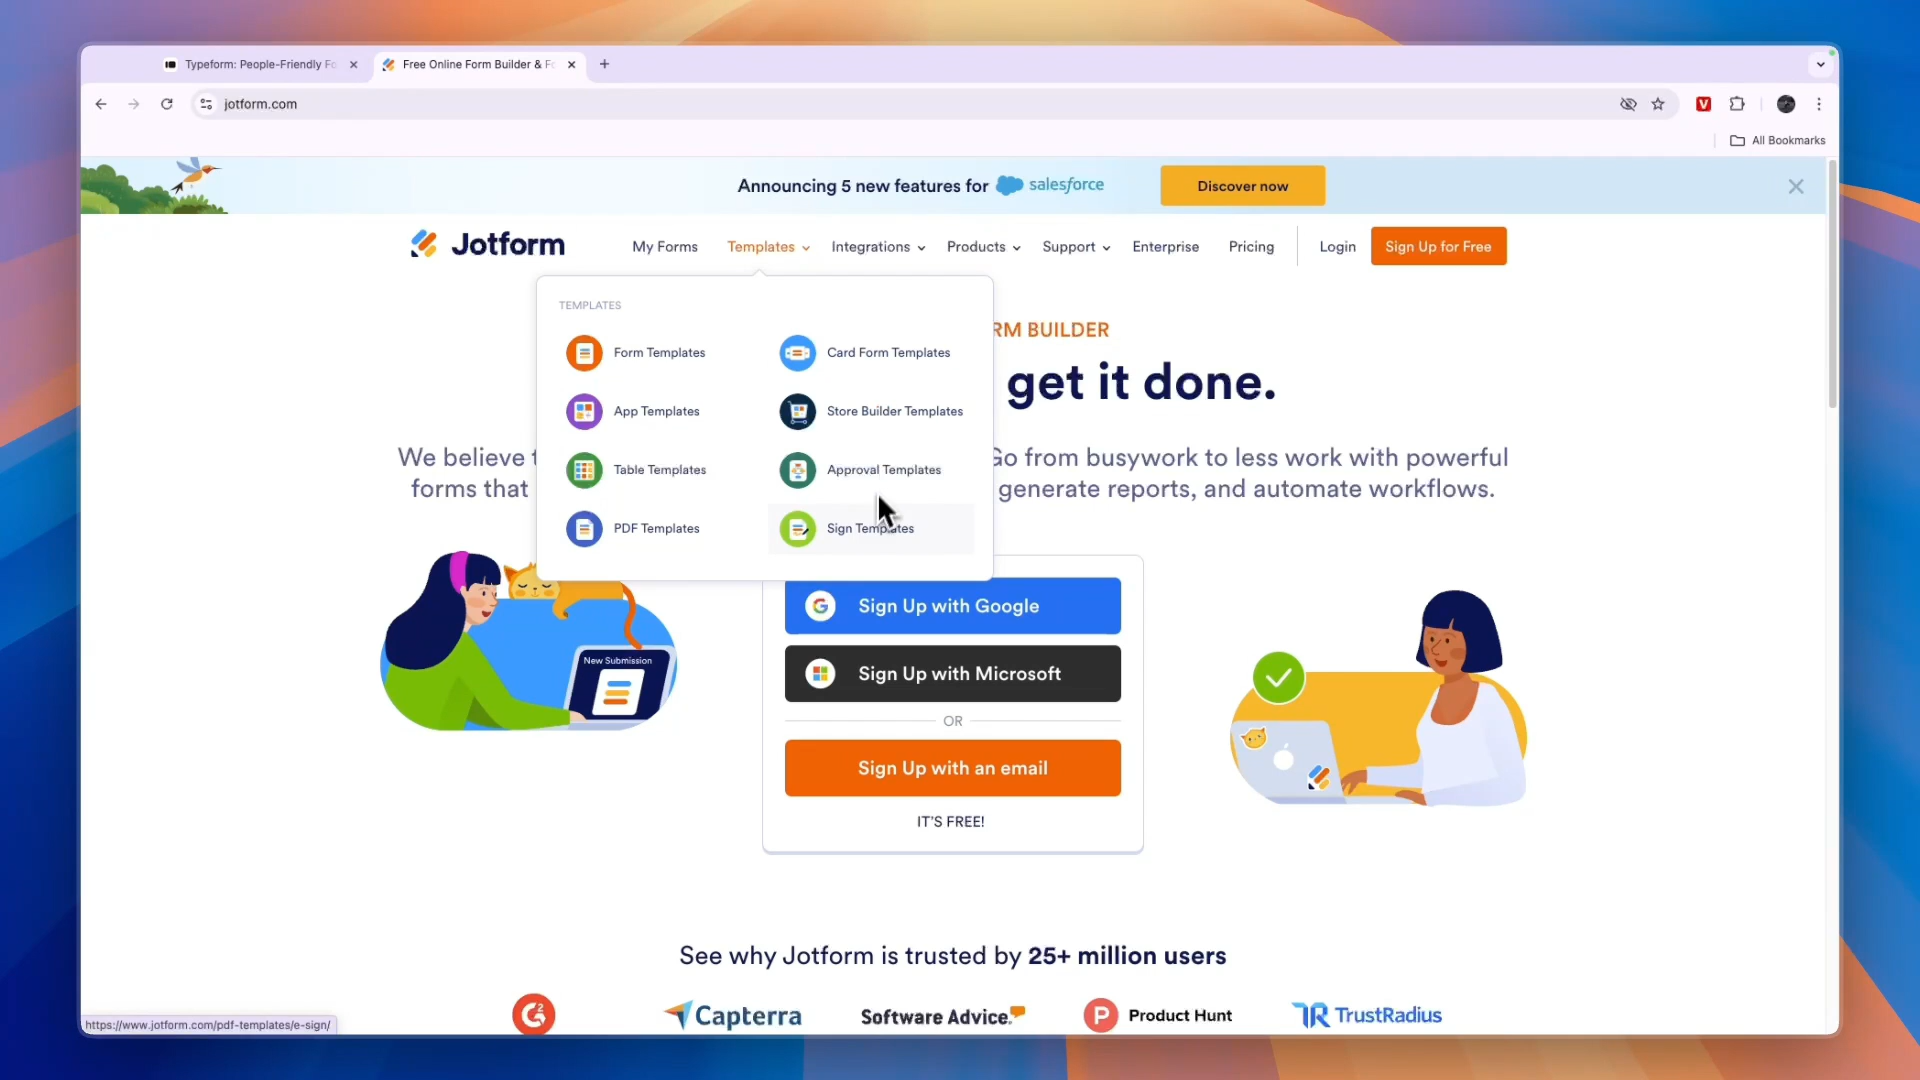 Typeform: People-Friendly Fo
Free Online Form Builder & Fo
jotform.com
All Bookmarks
Announcing 5 new features for salesforce
Discover now
Jotform
My Forms
Templates
Integrations
Products
Support
Enterprise
Pricing
Login
Sign Up for Free
TEMPLATES
Form Templates
Card Form Templates
App Templates
Store Builder Templates
Table Templates
Approval Templates
PDF Templates
Sign Templates
RM BUILDER
get it done.
We believe
Go from busywork to less work with powerful
forms that
generate reports, and automate workflows.
New Submission
Sign Up with Google
Sign Up with Microsoft
OR
Sign Up with an email
IT'S FREE!
See why Jotform is trusted by 25+ million users
G2
Capterra
Software Advice.
Product Hunt
TrustRadius
https://www.jotform.com/pdf-templates/e-sign/